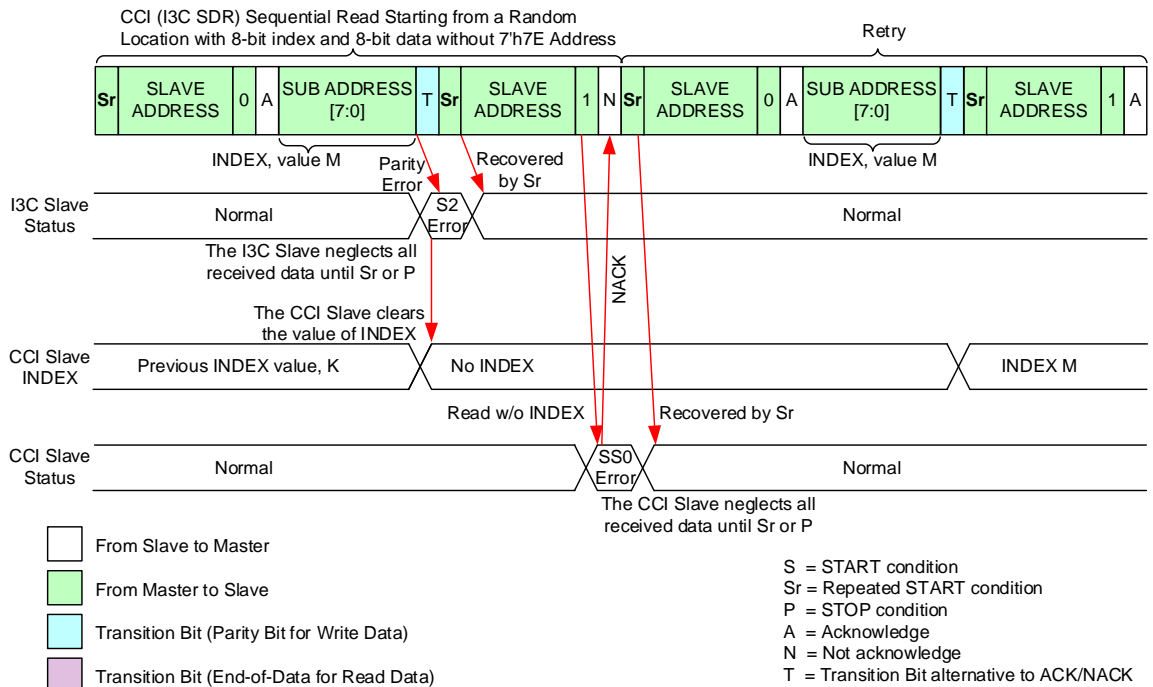 CCI (I3C SDR) Sequential Read Starting from a Random
Location with 8-bit index and 8-bit data without 7'h7E Address
Retry
Sr
SLAVE
ADDRESS
0
A
SUB ADDRESS
[7:0]
T
Sr
SLAVE
ADDRESS
1
N
Sr
SLAVE
ADDRESS
0
A
SUB ADDRESS
[7:0]
T
Sr
SLAVE
ADDRESS
1
A
INDEX, value M
Parity
Error
Recovered
by Sr
INDEX, value M
I3C Slave
Status
Normal
S2
Error
Normal
The I3C Slave neglects all
received data until Sr or P
NACK
The CCI Slave clears
the value of INDEX
CCI Slave
INDEX
Previous INDEX value, K
No INDEX
INDEX M
Read w/o INDEX
Recovered by Sr
CCI Slave
Status
Normal
SS0
Error
Normal
The CCI Slave neglects all
received data until Sr or P
From Slave to Master
From Master to Slave
Transition Bit (Parity Bit for Write Data)
Transition Bit (End-of-Data for Read Data)
S = START condition
Sr = Repeated START condition
P = STOP condition
A = Acknowledge
N = Not acknowledge
T = Transition Bit alternative to ACK/NACK